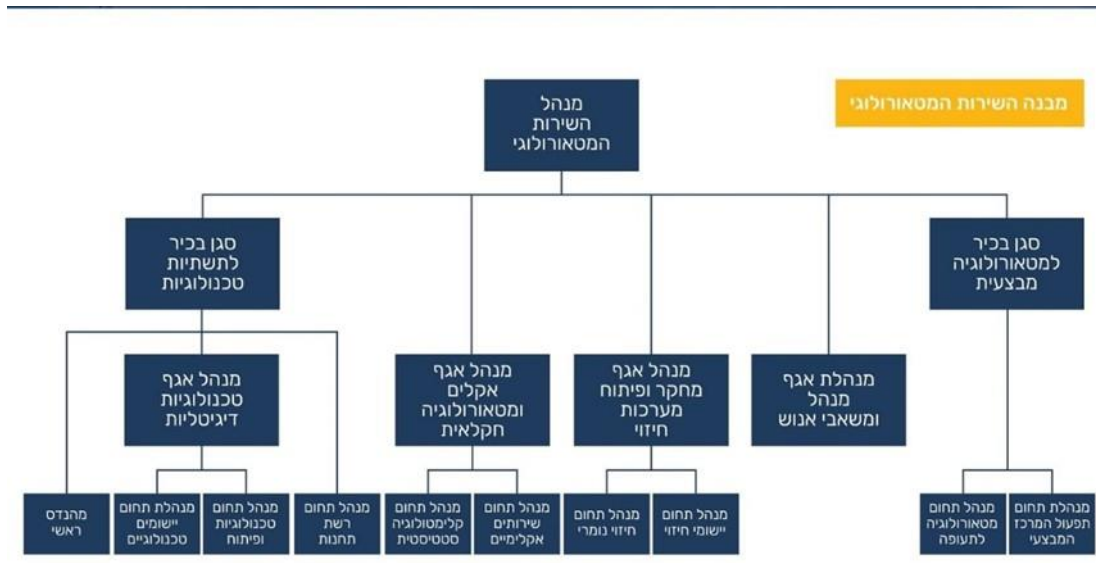 מבנה השירות המטאורולוגי
מנהל
השירות
המטאורולוגי
סגן בכיר
למטאורולוגיה
מבצעית
סגן בכיר
לתשתיות
טכנולוגיות
מנהלת אגף
מנהל
ומשאבי אנוש
מנהל אגף
מחקר ופיתוח
מערכות
חיזוי
מנהל אגף
אקלים
ומטאורולוגיה
חקלאית
מנהל אגף
טכנולוגיות
דיגיטליות
מנהלת תחום
תפעול המרכז
המבצעי
מנהל תחום
מטאורולוגיה
לתעופה
מנהל תחום
יישומי חיזוי
מנהל תחום
חיזוי נומרי
מנהל תחום
שירותים
אקלימיים
מנהל תחום
קלימטולוגיה
סטטיסטית
מנהל תחום
רשת
תחנות
מנהל תחום
טכנולוגיות
ופיתוח
מנהלת תחום
יישומים
טכנולוגיים
מהנדס
ראשי